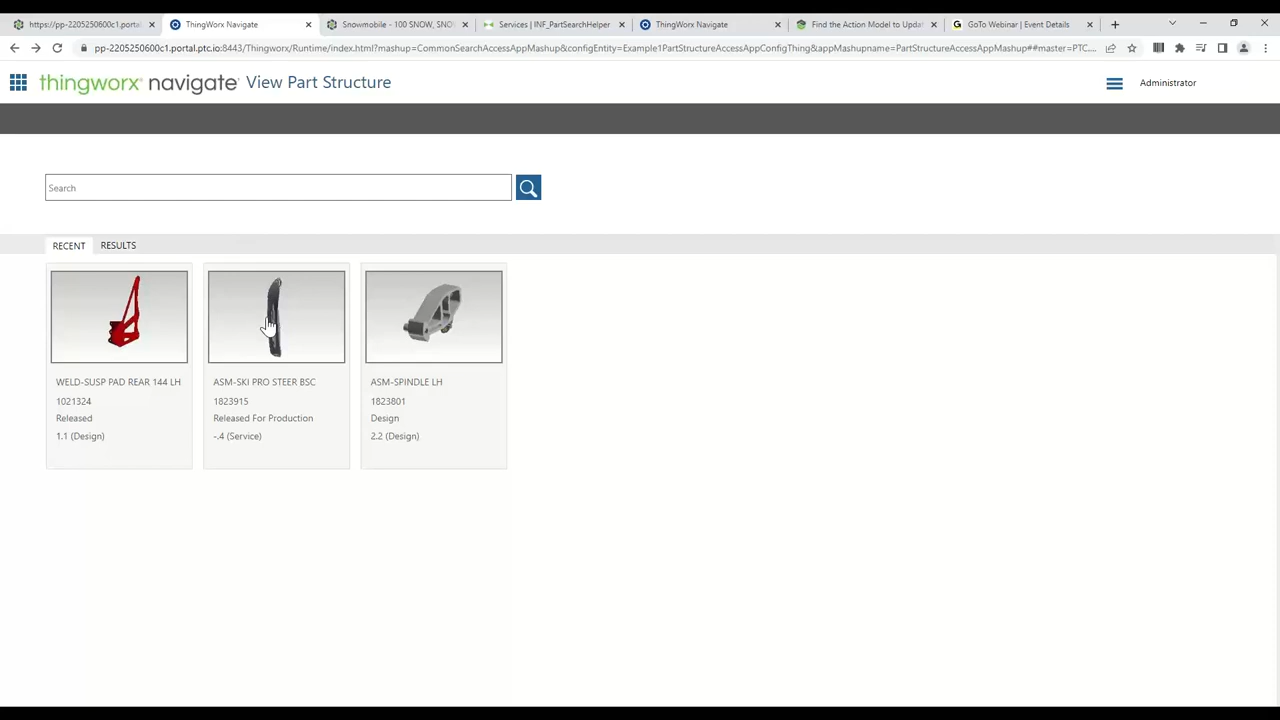 https://pp-2205250600c1.portal
ThingWorx Navigate
Snowmobile - 100 SNOW, SNO
Services | INF_PartSearchHelper
ThingWorx Navigate
Find the Action Model to Updat
GoTo Webinar | Event Details
pp-2205250600c1.portal.ptc.io:8443/Thingworx/Runtime/index.html?mashup=CommonSearchAccessAppMashup&configEntity=Example1PartStructureAccessAppConfigThing&appMashupname=PartStructureAccessAppMashup##master=PTC....
thingworx navigate View Part Structure
Administrator
Search
RECENT
RESULTS
WELD-SUSP PAD REAR 144 LH
1021324
Released
1.1 (Design)
ASM-SKI PRO STEER BSC
1823915
Released For Production
-.4 (Service)
ASM-SPINDLE LH
1823801
Design
2.2 (Design)